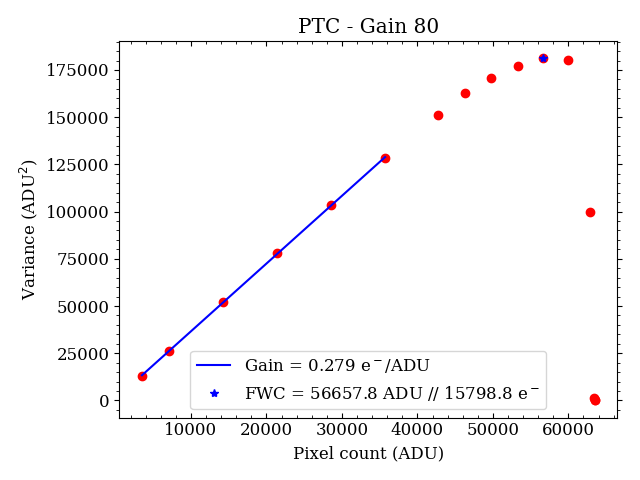 PTC - Gain 80
175000
150000
125000
100000
75000
50000
25000
0
Variance (ADU²)
Gain = 0.279 e⁻/ADU
FWC = 56657.8 ADU // 15798.8 e⁻
10000 20000 30000 40000 50000 60000
Pixel count (ADU)